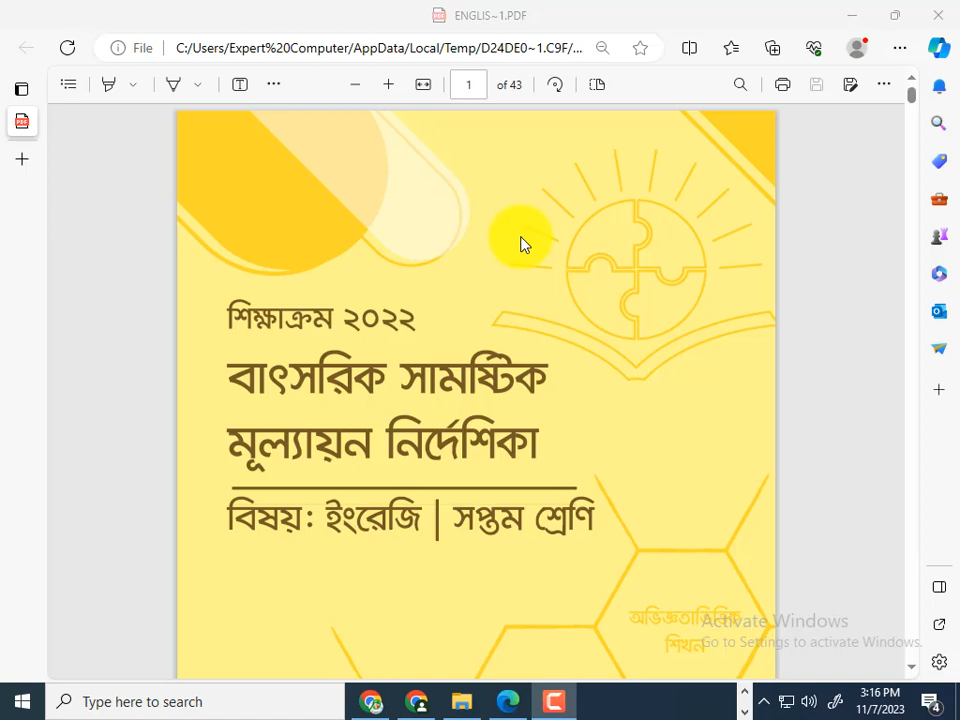 ENGLIS~1.PDF
File C:/Users/Expert%20Computer/AppData/Local/Temp/D24DE0~1.C9F/...
1 of 43
শিক্ষাক্রম ২০২২
বাৎসরিক সামষ্টিক
মূল্যায়ন নির্দেশিকা
বিষয়: ইংরেজি | সপ্তম শ্রেণি
অভিজ্ঞতাভিত্তিক
শিখন
Activate Windows
Go to Settings to activate Windows.
Type here to search
3:16 PM
11/7/2023
4